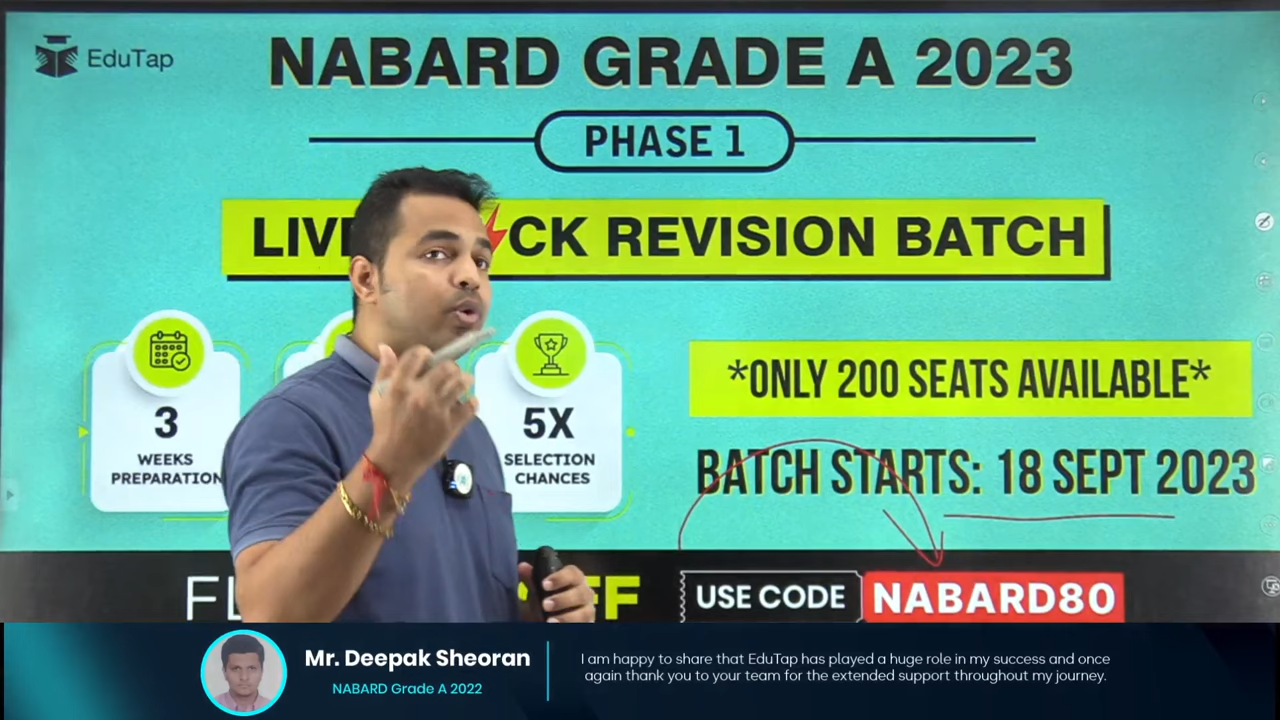 EduTap
NABARD GRADE A 2023
PHASE 1
CK REVISION BATCH
3
WEEKS
PREPARATION
5X
SELECTION
CHANCES
*ONLY 200 SEATS AVAILABLE*
BATCH STARTS: 18 SEPT 2023
USE CODE
NABARD80
Mr. Deepak Sheoran
NABARD Grade A 2022
I am happy to share that EduTap has played a huge role in my success and once
again thank you to your team for the extended support throughout my journey.